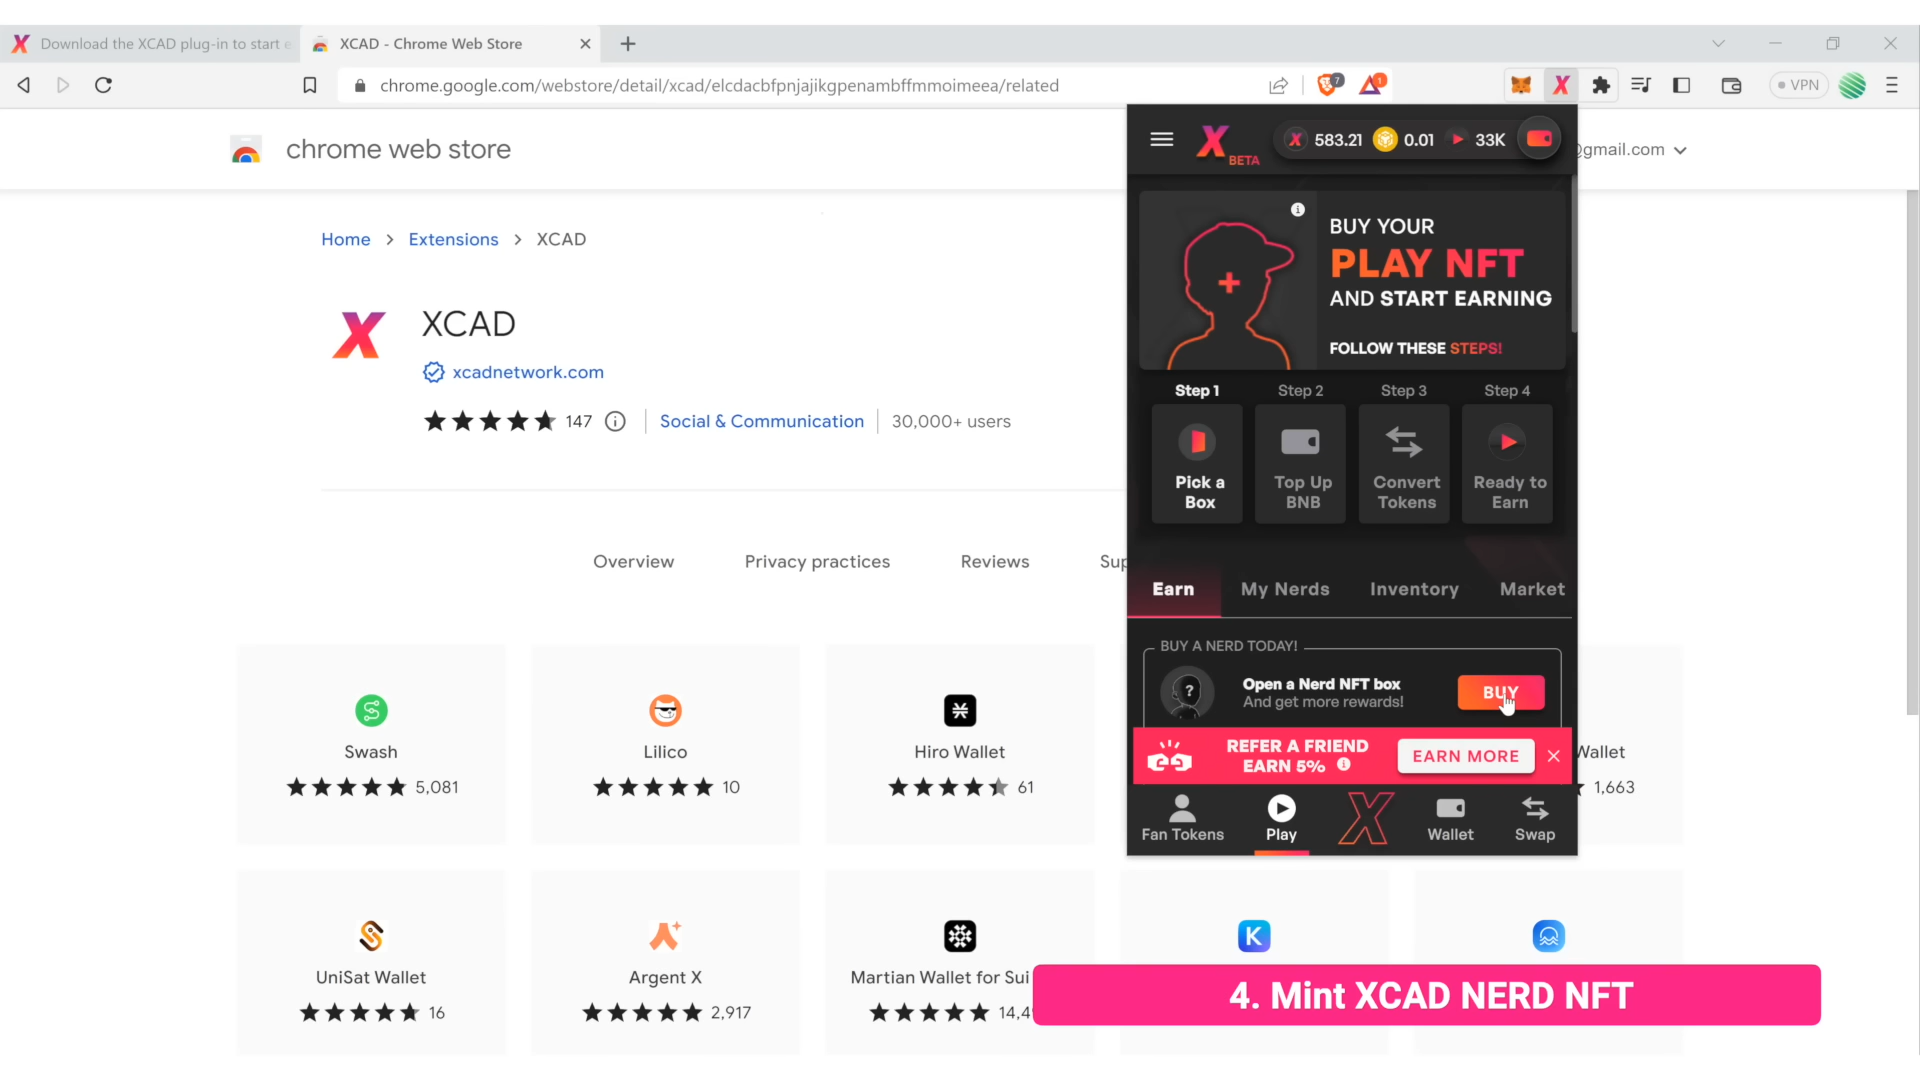 Download the XCAD plug-in to start e
XCAD - Chrome Web Store
chrome.google.com/webstore/detail/xcad/elcdacbfpnjajikgpenambffmmoimeea/related
7
1
VPN
chrome web store
@gmail.com
Home > Extensions > XCAD
XCAD
xcadnetwork.com
147
Social & Communication
30,000+ users
Overview
Privacy practices
Reviews
Sup
Swash
5,081
Lilico
10
Hiro Wallet
61
Wallet
1,663
UniSat Wallet
16
Argent X
2,917
Martian Wallet for Sui
14,4
X BETA
583.21
0.01
33K
BUY YOUR
PLAY NFT
AND START EARNING
FOLLOW THESE STEPS!
Step 1
Step 2
Step 3
Step 4
Pick a
Box
Top Up
BNB
Convert
Tokens
Ready to
Earn
Earn
My Nerds
Inventory
Market
BUY A NERD TODAY!
Open a Nerd NFT box
And get more rewards!
BUY
REFER A FRIEND
EARN 5%
EARN MORE
Fan Tokens
Play
Wallet
Swap
4. Mint XCAD NERD NFT